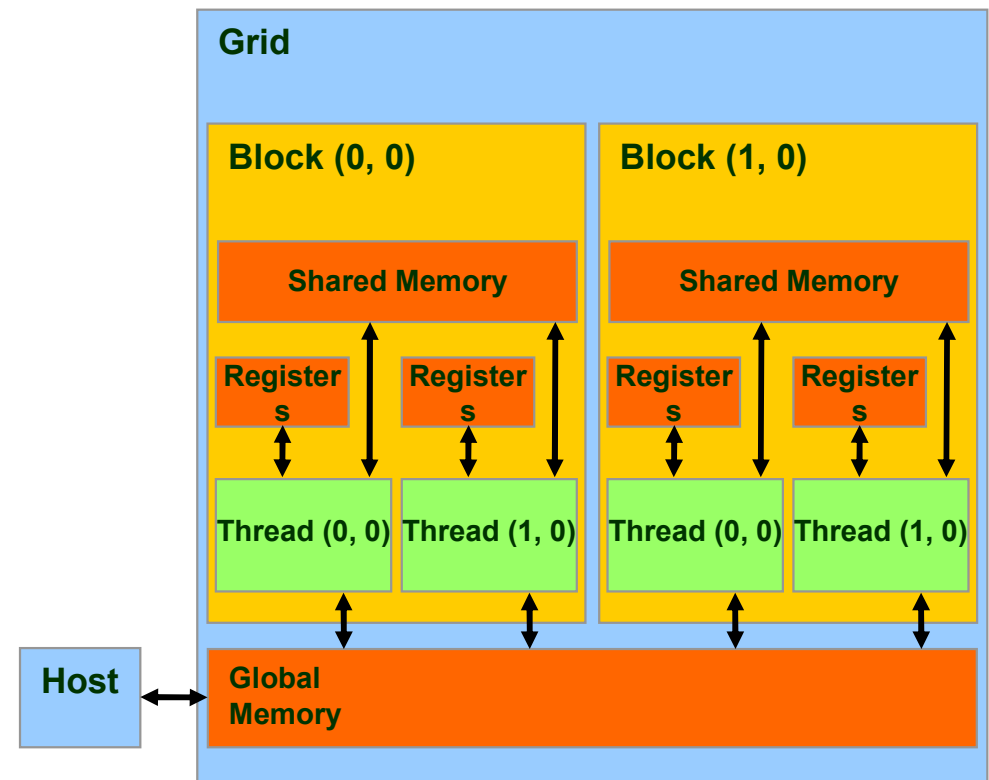 Grid
Block (0, 0)
Block (1, 0)
Shared Memory
Shared Memory
Register
s
Register
s
Register
s
Register
s
Thread (0, 0)
Thread (1, 0)
Thread (0, 0)
Thread (1, 0)
Host
Global
Memory